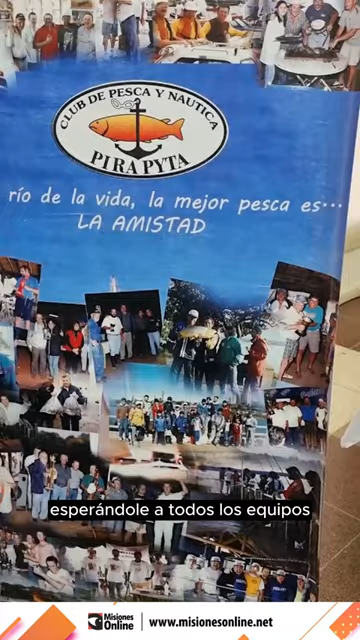 CLUB DE PESCA Y NAUTICA
PIRA PYTA
río de la vida, la mejor pesca es...
LA AMISTAD
esperándole a todos los equipos
Misiones
Online
www.misionesonline.net